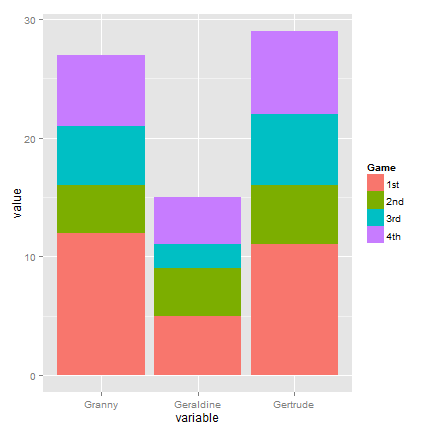 30
20
10
0
value
Granny Geraldine Gertrude
variable
Game
1st
2nd
3rd
4th